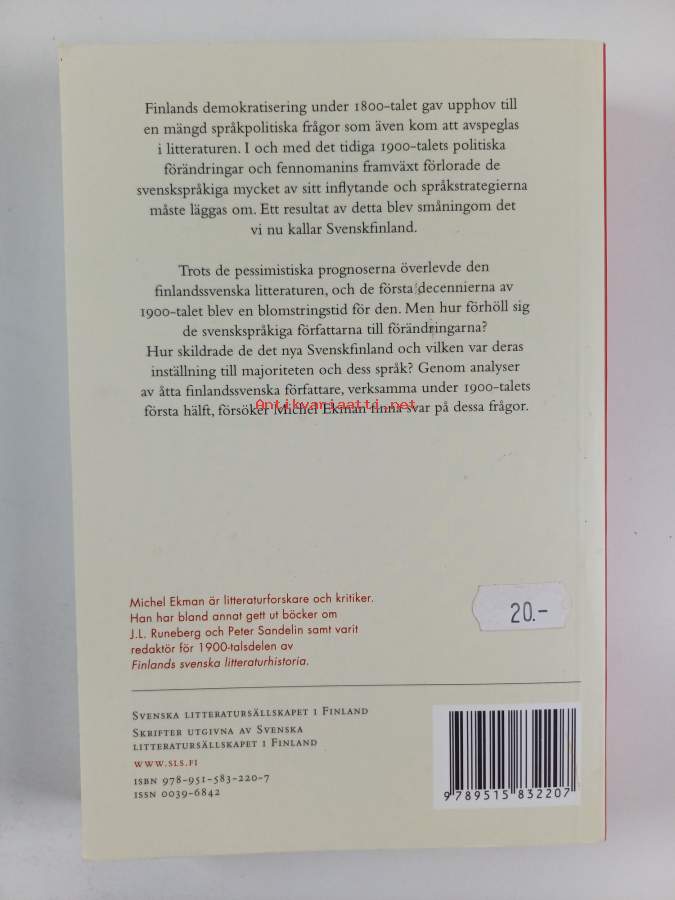 Finlands demokratisering under 1800-talet gav upphov till
en mängd språkpolitiska frågor som även kom att avspeglas
i litteraturen. I och med det tidiga 1900-talets politiska
förändringar och fennomanins framväxt förlorade de
svenskspråkiga mycket av sitt inflytande och språkstrategierna
måste läggas om. Ett resultat av detta blev småningom det
vi nu kallar Svenskfinland.
Trots de pessimistiska prognoserna överlevde den
finlandssvenska litteraturen, och de första decennierna av
1900-talet blev en blomstringstid för den. Men hur förhöll sig
de svenskspråkiga författarna till förändringarna?
Hur skildrade de det nya Svenskfinland och vilken var deras
inställning till majoriteten och dess språk? Genom analyser
av åtta finlandssvenska författare, verksamma under 1900-talets
första hälft, försöker Michel Ekman finna svar på dessa frågor.
Antikvariaatti.net
Michel Ekman är litteraturforskare och kritiker.
Han har bland annat gett ut böcker om
J.L. Runeberg och Peter Sandelin samt varit
redaktör för 1900-talsdelen av
Finlands svenska litteraturhistoria.
20.-
Svenska litteratursällskapet i Finland
Skrifter utgivna av Svenska
litteratursällskapet i Finland
www.sls.fi
ISBN 978-951-583-220-7
ISSN 0039-6842
9 789515 832207